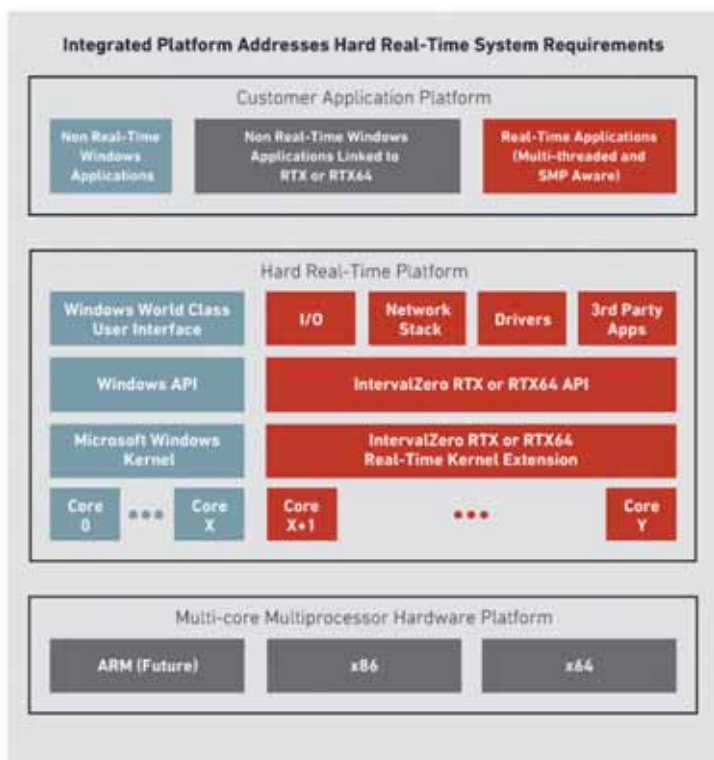 Integrated Platform Addresses Hard Real-Time System Requirements
Customer Application Platform
Non Real-Time
Windows
Applications
Non Real-Time Windows
Applications Linked to
RTX or RTX64
Real-Time Applications
(Multi-threaded and
SMP Aware)
Hard Real-Time Platform
Windows World Class
User Interface
I/O
Network
Stack
Drivers
3rd Party
Apps
Windows API
IntervalZero RTX or RTX64 API
Microsoft Windows
Kernel
IntervalZero RTX or RTX64
Real-Time Kernel Extension
Core
0
Core
X
Core
X+1
Core
Y
Multi-core Multiprocessor Hardware Platform
ARM (Future)
x86
x64